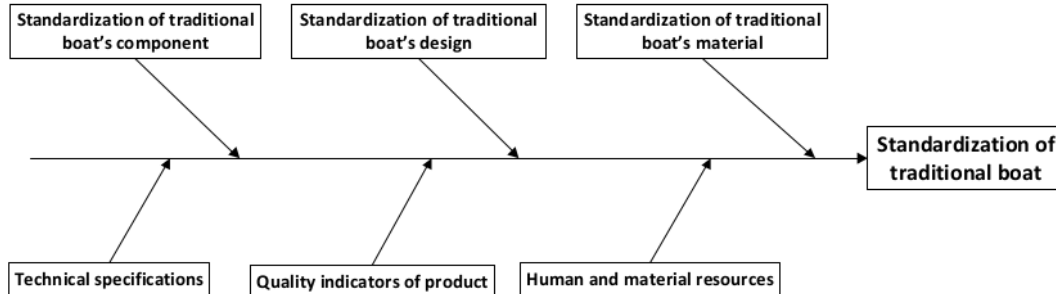 Standardization of traditional
boat's component
Standardization of traditional
boat's design
Standardization of traditional
boat's material
Standardization of
traditional boat
Technical specifications
Quality indicators of product
Human and material resources